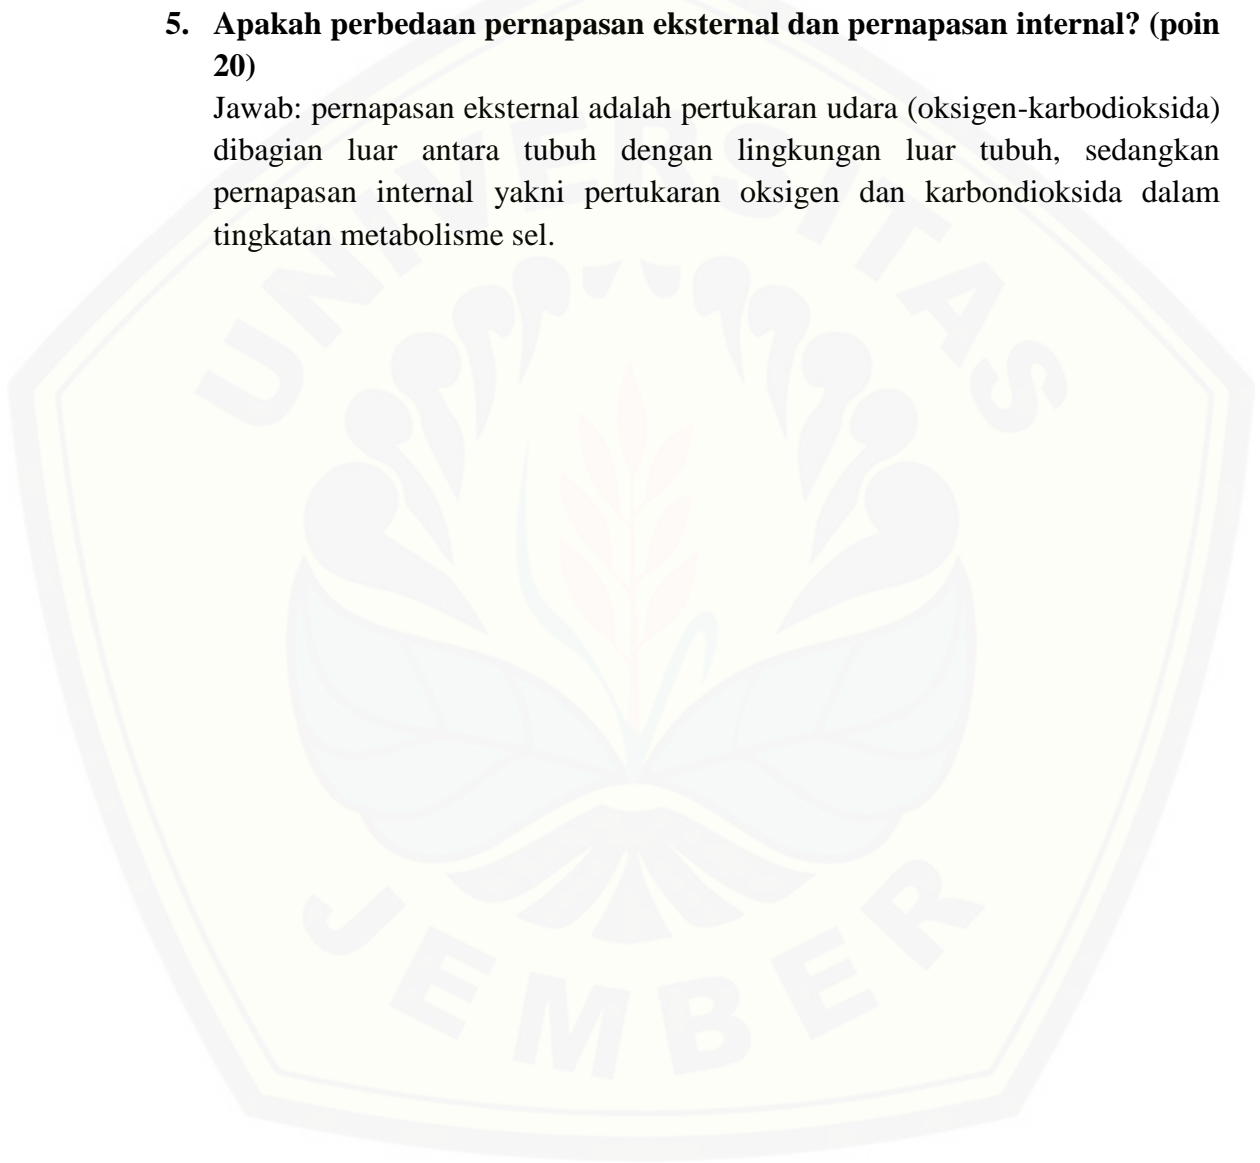 5. Apakah perbedaan pernapasan eksternal dan pernapasan internal? (poin
20)
Jawab: pernapasan eksternal adalah pertukaran udara (oksigen-karbodioksida)
dibagian luar antara tubuh dengan lingkungan luar tubuh, sedangkan
pernapasan internal yakni pertukaran oksigen dan karbondioksida dalam
tingkatan metabolisme sel.
UNIVERSITAS
JEMBER